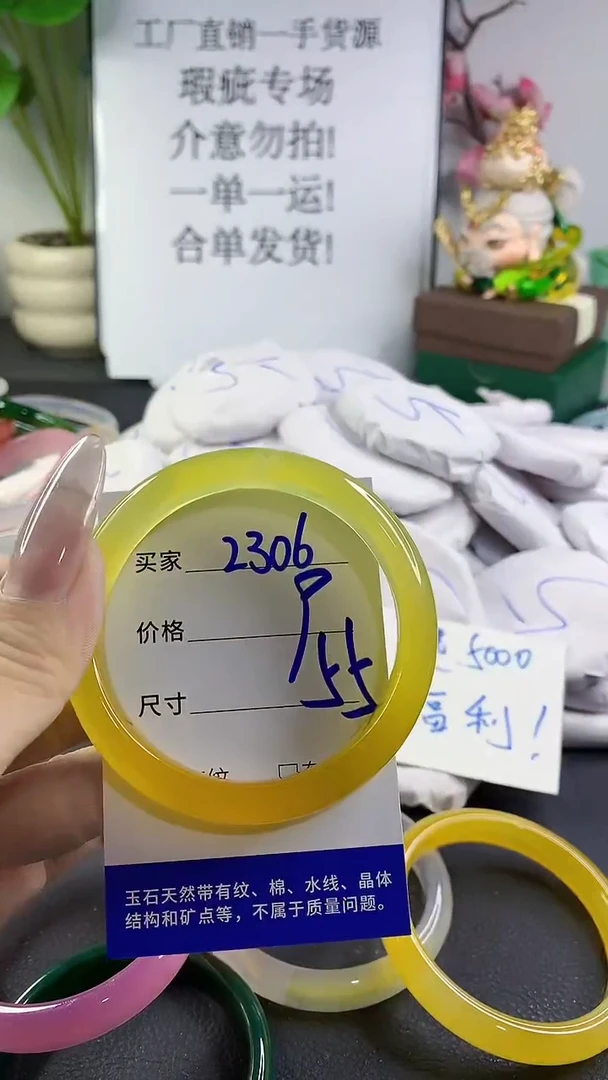 工厂直销一手货源
瑕疵专场
介意勿拍!
一单一运!
合单发货!
买家 2306
价格
尺寸 55
5000
福利!
玉石天然带有纹、棉、水线、晶体
结构和矿点等，不属于质量问题。